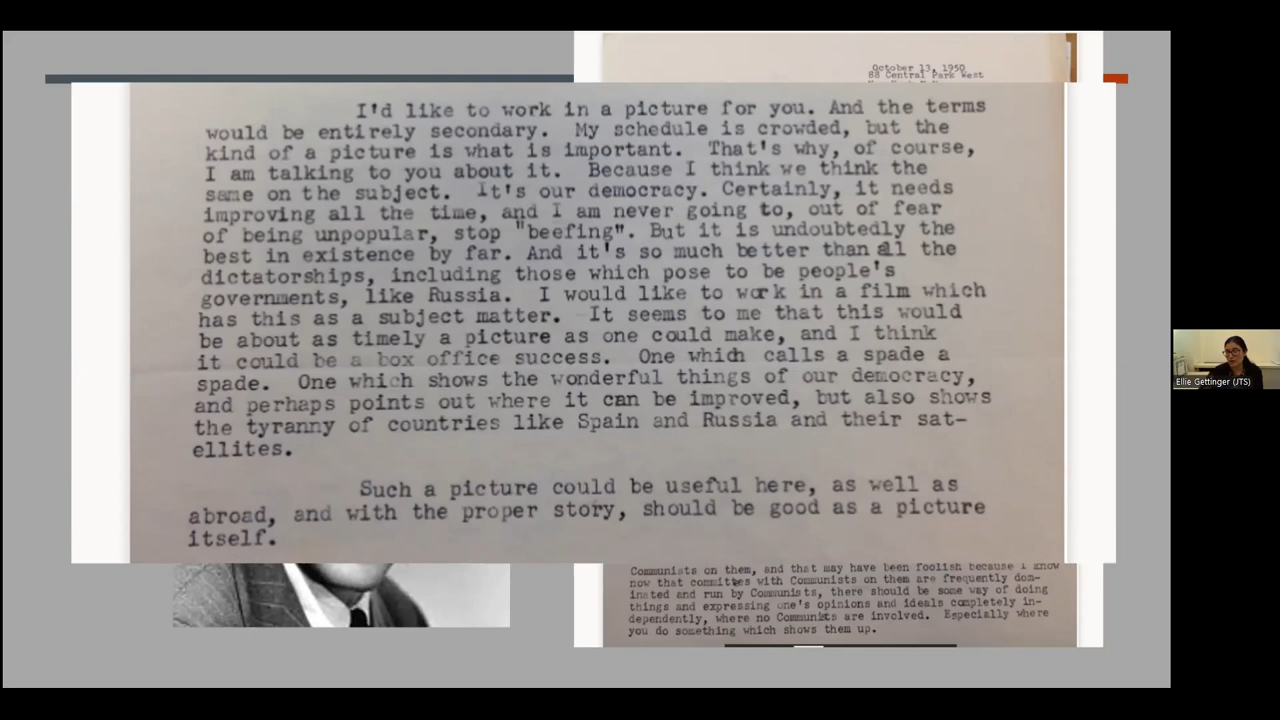 October 13, 1950
88 Central Park West
I'd like to work in a picture for you. And the terms
would be entirely secondary. My schedule is crowded, but the
kind of a picture is what is important. That's why, of course,
I am talking to you about it. Because I think we think the
same on the subject. It's our democracy. Certainly, it needs
improving all the time, and I am never going to, out of fear
of being unpopular, stop "beefing". But it is undoubtedly the
best in existence by far. And it's so much better than all the
dictatorships, including those which pose to be people's
governments, like Russia. I would like to work in a film which
has this as a subject matter. It seems to me that this would
be about as timely a picture as one could make, and I think
it could be a box office success. One which calls a spade a
spade. One which shows the wonderful things of our democracy,
and perhaps points out where it can be improved, but also shows
the tyranny of countries like Spain and Russia and their sat-
ellites.
Such a picture could be useful here, as well as
abroad, and with the proper story, should be good as a picture
itself.
Communists on them, and that may have been foolish because I know
now that committes with Communists on them are frequently dom-
inated and run by Communists, there should be some way of doing
things and expressing one's opinions and ideals completely in-
dependently, where no Communists are involved. Especially where
you do something which shows them up.
Ellie Gettinger (JTS)